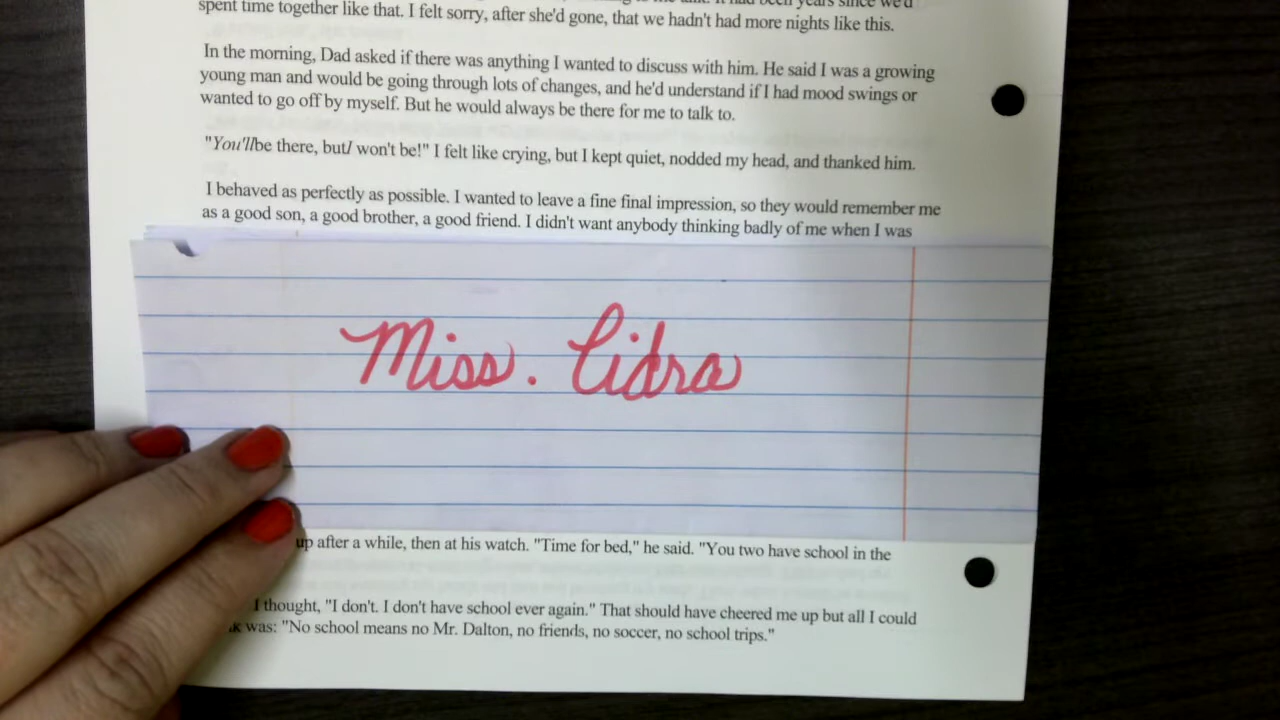 spent time together like that. I felt sorry, after she'd gone, that we hadn't had more nights like this.
In the morning, Dad asked if there was anything I wanted to discuss with him. He said I was a growing
young man and would be going through lots of changes, and he'd understand if I had mood swings or
wanted to go off by myself. But he would always be there for me to talk to.
"You'llbe there, but/ won't be!" I felt like crying, but I kept quiet, nodded my head, and thanked him.
I behaved as perfectly as possible. I wanted to leave a fine final impression, so they would remember me
as a good son, a good brother, a good friend. I didn't want anybody thinking badly of me when I was
Miss. Cidra
up after a while, then at his watch. "Time for bed," he said. "You two have school in the
I thought, "I don't. I don't have school ever again." That should have cheered me up but all I could
was: "No school means no Mr. Dalton, no friends, no soccer, no school trips."